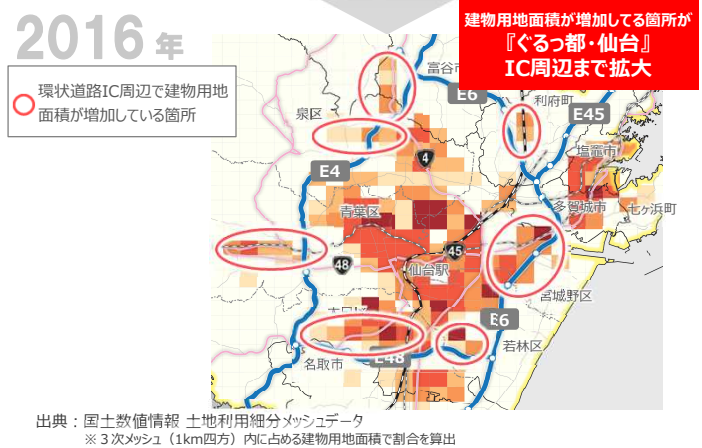 2016年
建物用地面積が増加してる箇所が
『ぐるっ都・仙台』
IC周辺まで拡大
環状道路IC周辺で建物用地
面積が増加している箇所
富谷市
E6
利府町
泉区
E45
塩竈市
E4
4
青葉区
多賀城市
七ヶ浜町
45
48
仙台駅
宮城野区
E6
若林区
E48
名取市
出典：国土数値情報 土地利用細分メッシュデータ
※３次メッシュ（1km四方）内に占める建物用地面積で割合を算出